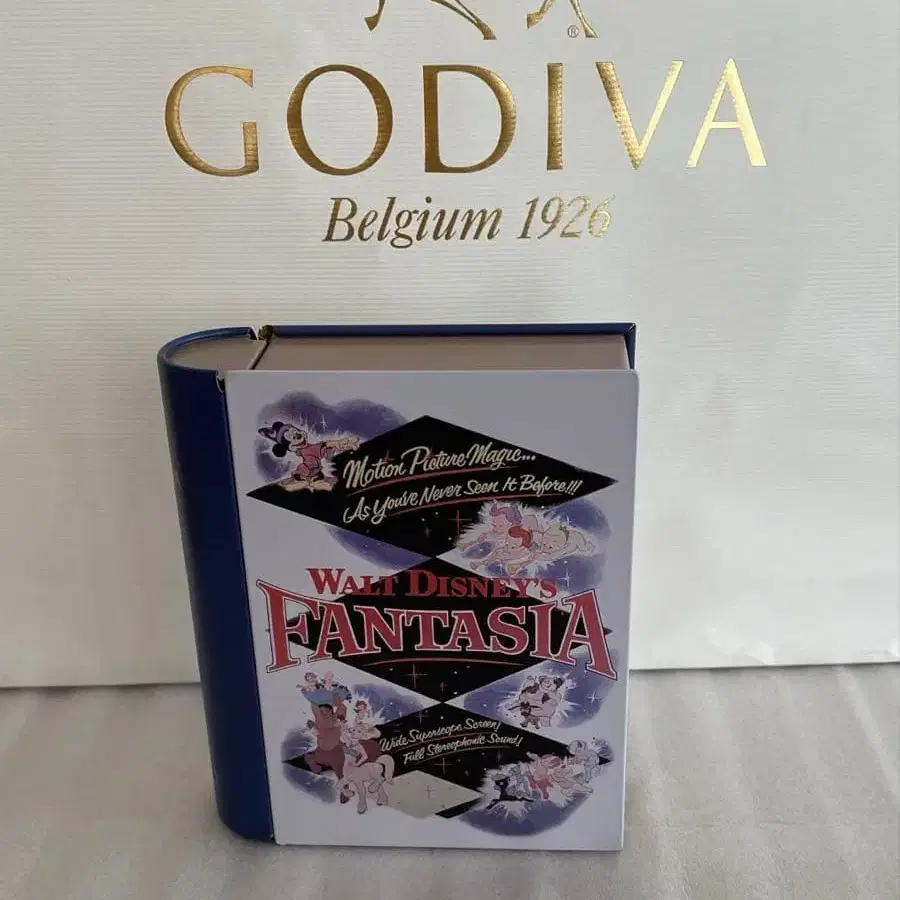 ®
GODIVA
Belgium 1926
Motion Picture Magic...
As You've Never Seen It Before!!!
WALT DISNEY'S
FANTASIA
Wide Superscope Screen!
Full Stereophonic Sound!